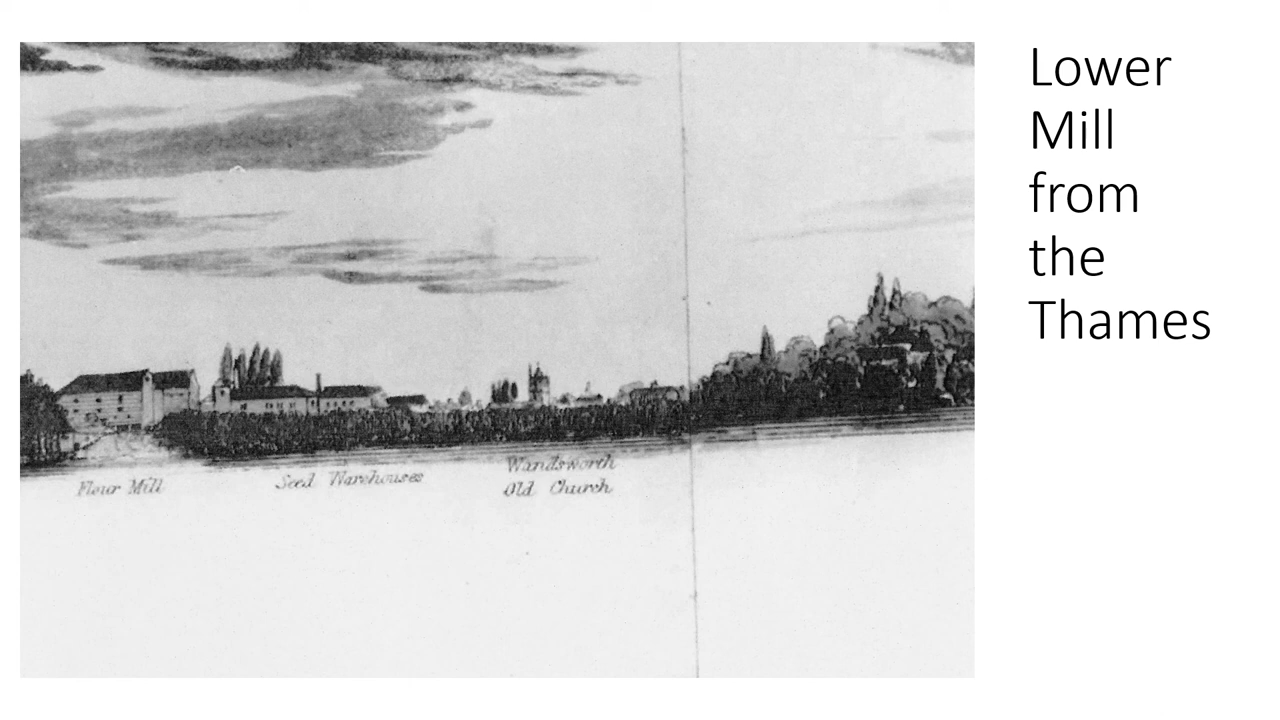 Lower
Mill
from
the
Thames
Flour Mill
Seed Warehouses
Wandsworth
Old Church